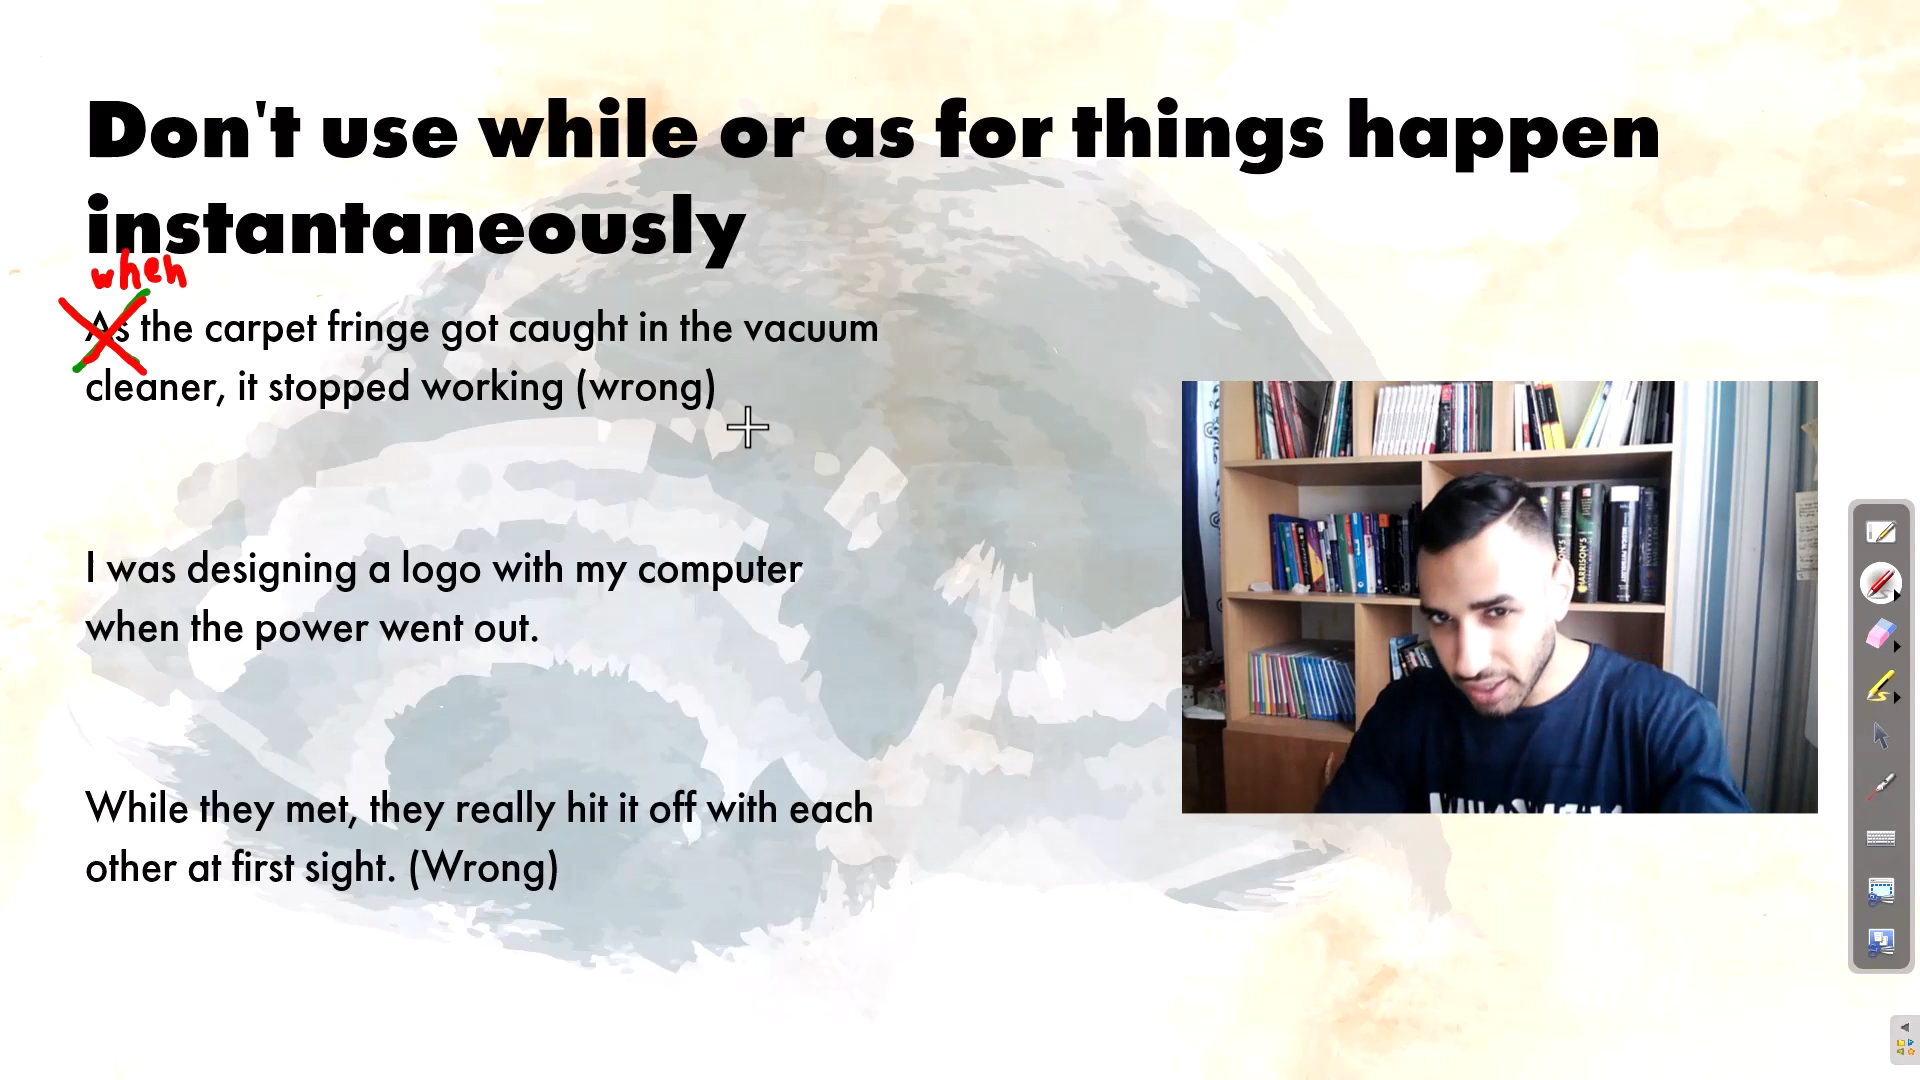 Don't use while or as for things happen
instantaneously
when
As the carpet fringe got caught in the vacuum
cleaner, it stopped working (wrong)
I was designing a logo with my computer
when the power went out.
While they met, they really hit it off with each
other at first sight. (Wrong)
HARRISON'S